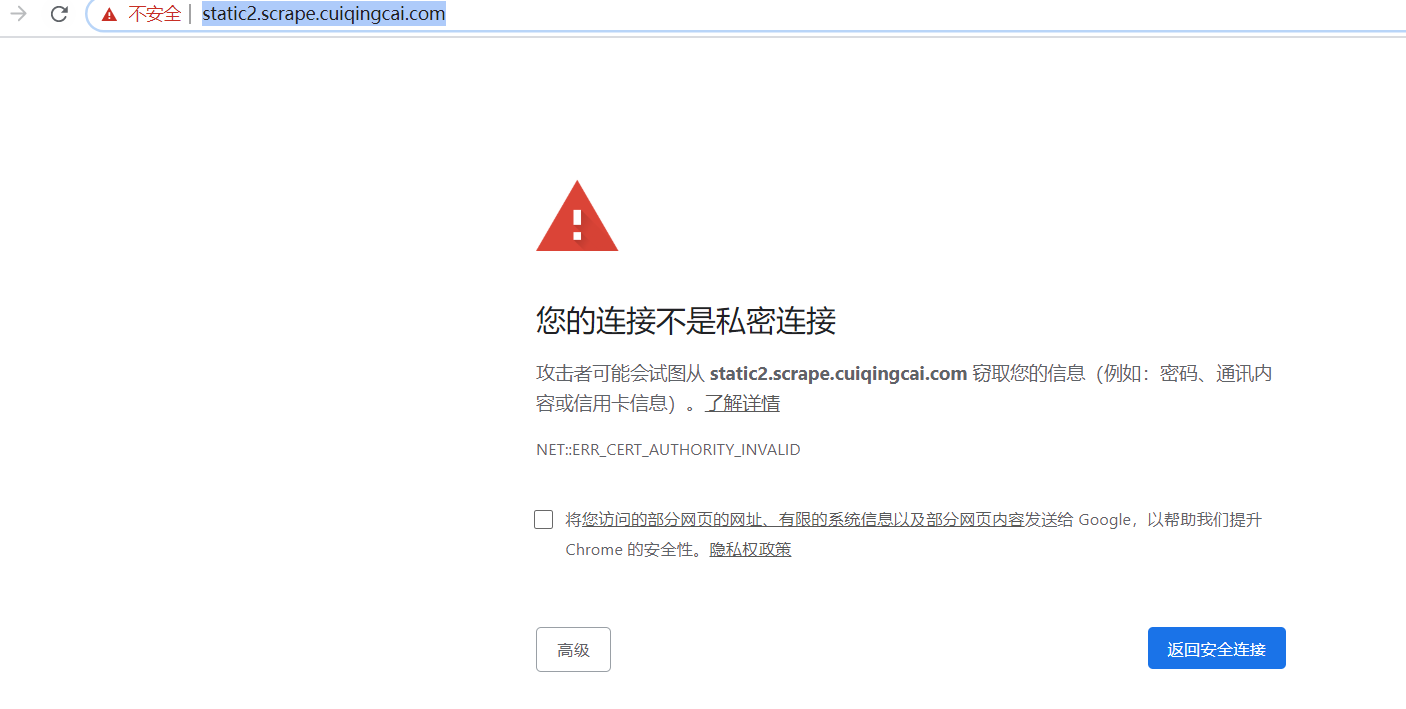 不安全 | static2.scrape.cuiqingcai.com
您的连接不是私密连接
攻击者可能会试图从 static2.scrape.cuiqingcai.com 窃取您的信息（例如：密码、通讯内
容或信用卡信息）。了解详情
NET::ERR_CERT_AUTHORITY_INVALID
将您访问的部分网页的网址、有限的系统信息以及部分网页内容发送给 Google，以帮助我们提升
Chrome 的安全性。隐私权政策
高级
返回安全连接